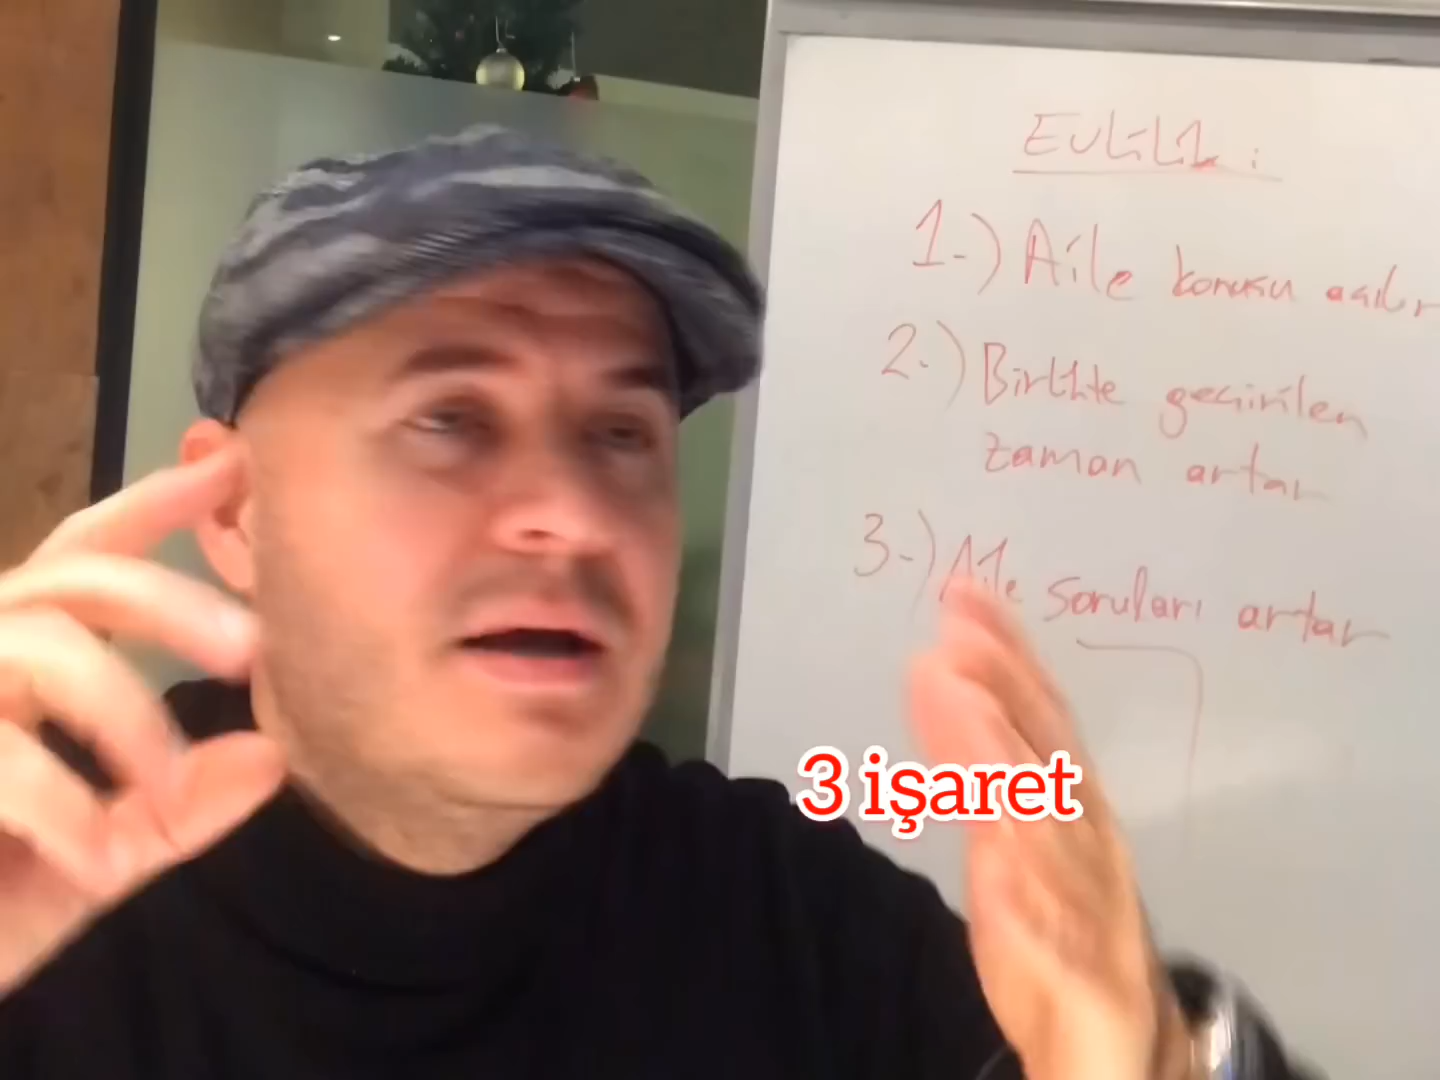 Evlilik:
1-) Aile konusu açılır
2-) Birlikte geçirilen
zaman artar
3-) Aile soruları artar
3 işaret